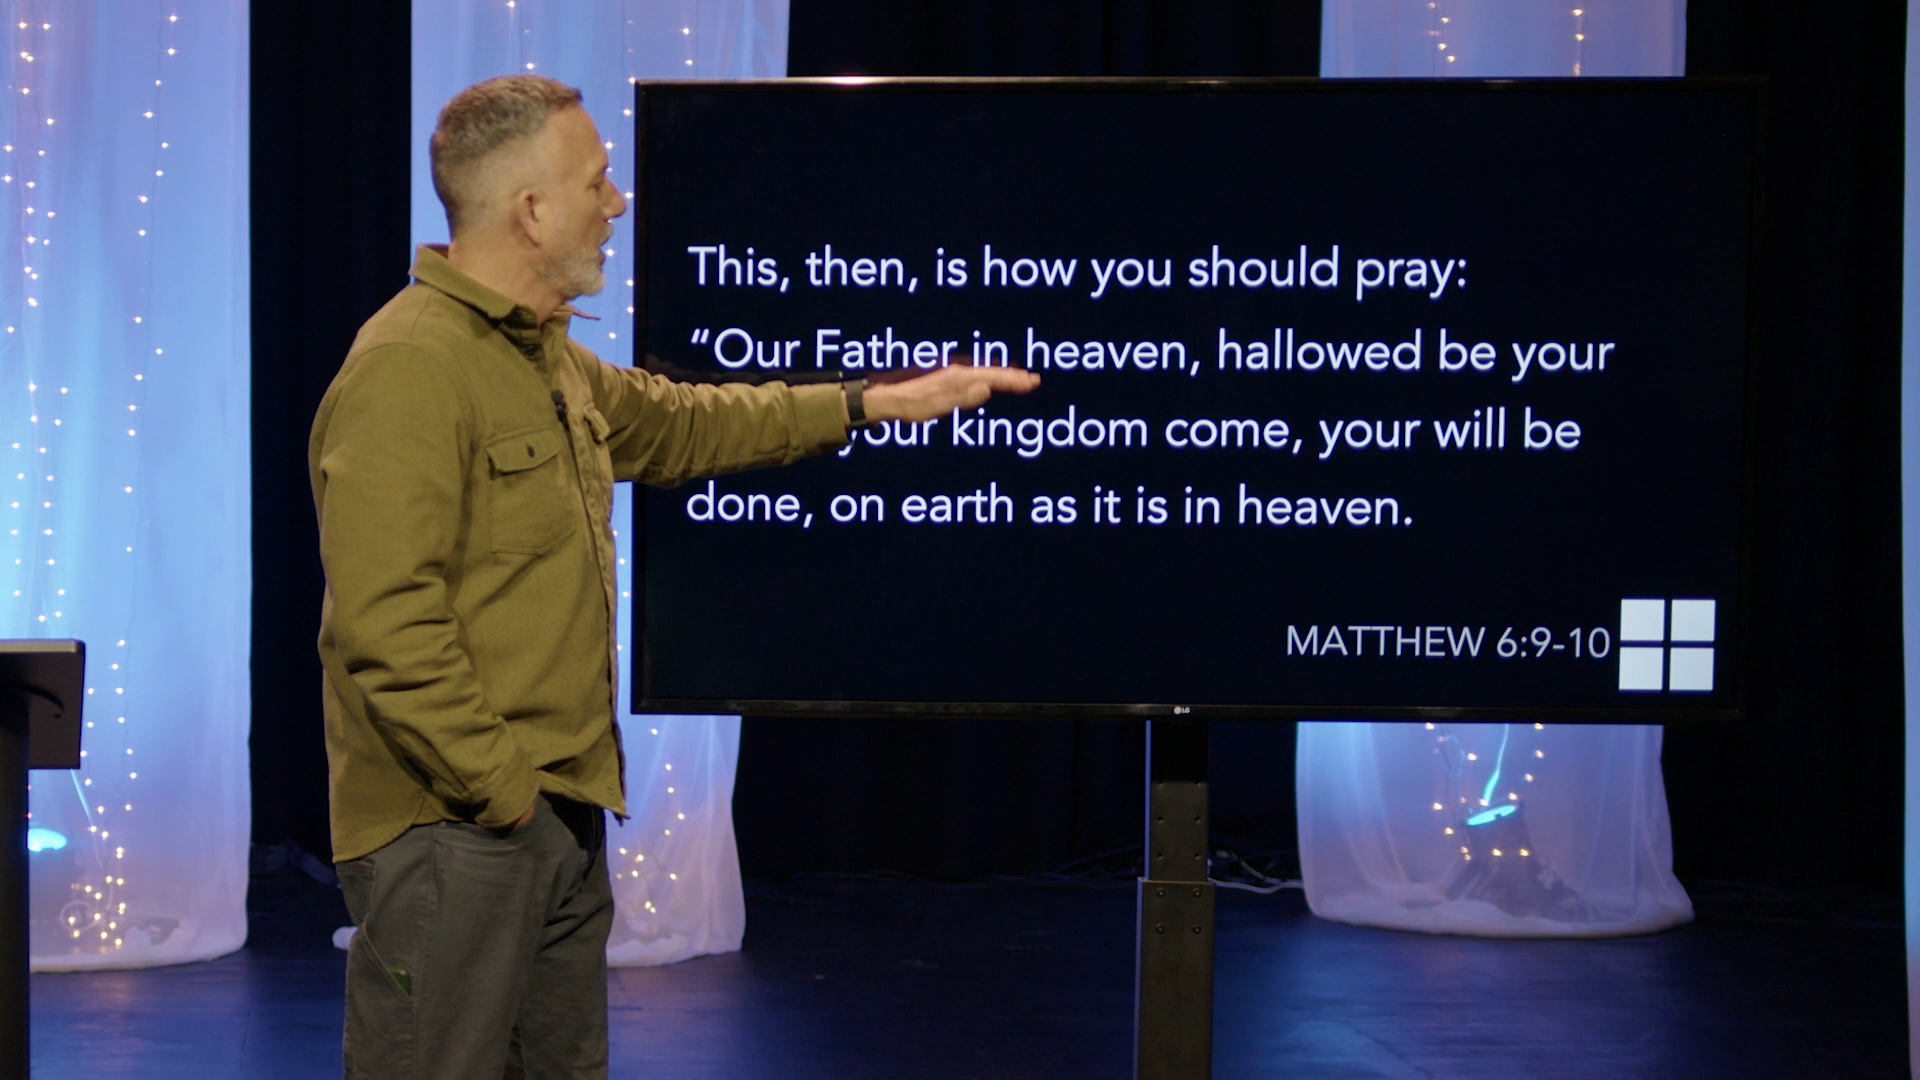 This, then, is how you should pray:
“Our Father in heaven, hallowed be your
your kingdom come, your will be
done, on earth as it is in heaven.
MATTHEW 6:9-10
LG